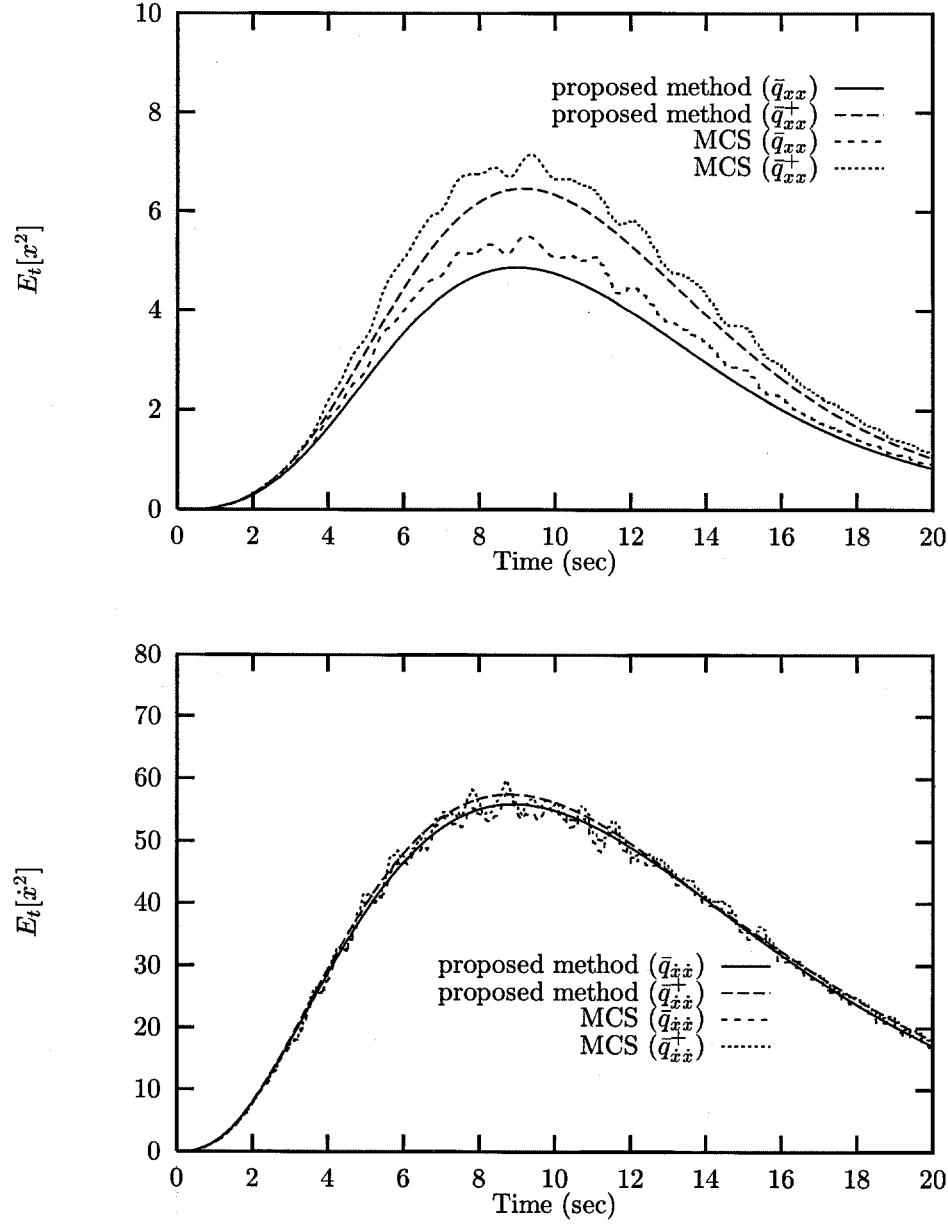 10
8
6
4
2
0
E_t[x²]
proposed method (q̄_xx)
proposed method (q̄⁺_xx)
MCS (q̄_xx)
MCS (q̄⁺_xx)
0 2 4 6 8 10 12 14 16 18 20
Time (sec)
80
70
60
50
40
30
20
10
0
E_t[ẋ²]
proposed method (q̄_ẋẋ)
proposed method (q̄⁺_ẋẋ)
MCS (q̄_ẋẋ)
MCS (q̄⁺_ẋẋ)
0 2 4 6 8 10 12 14 16 18 20
Time (sec)